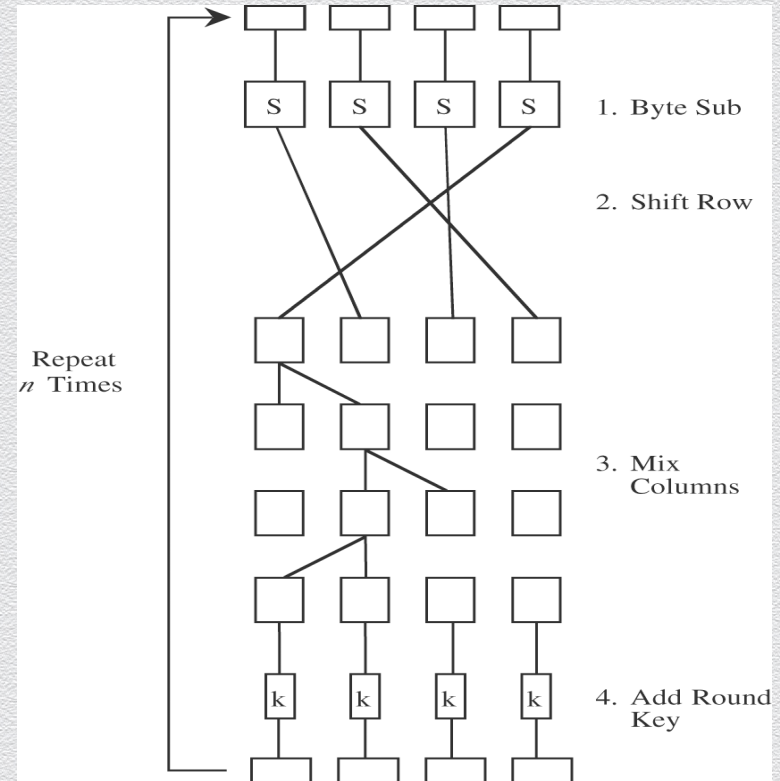 S S S S
1. Byte Sub
2. Shift Row
Repeat
n Times
3. Mix
Columns
k k k k
4. Add Round
Key